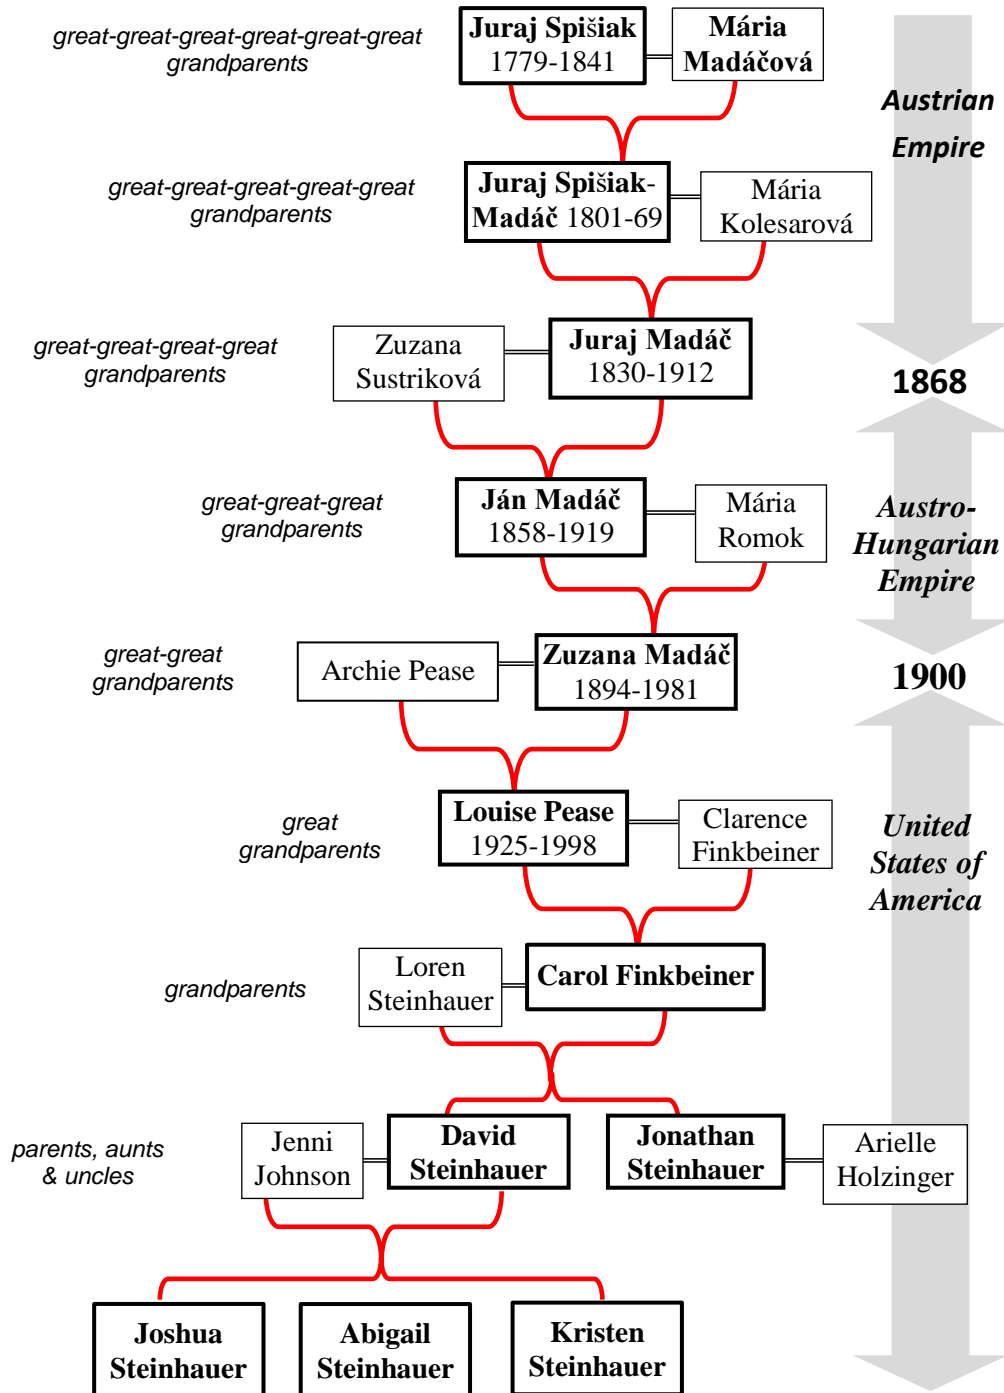 great-great-great-great-great-great
grandparents
Juraj Spišiak
1779-1841
Mária
Madáčová
Austrian
Empire
great-great-great-great-great
grandparents
Juraj Spišiak-
Madáč 1801-69
Mária
Kolesarová
great-great-great-great
grandparents
Zuzana
Sustriková
Juraj Madáč
1830-1912
1868
great-great-great
grandparents
Ján Madáč
1858-1919
Mária
Romok
Austro-
Hungarian
Empire
great-great
grandparents
Archie Pease
Zuzana Madáč
1894-1981
1900
great
grandparents
Louise Pease
1925-1998
Clarence
Finkbeiner
United
States of
America
grandparents
Loren
Steinhauer
Carol Finkbeiner
parents, aunts
& uncles
Jenni
Johnson
David
Steinhauer
Jonathan
Steinhauer
Arielle
Holzinger
Joshua
Steinhauer
Abigail
Steinhauer
Kristen
Steinhauer